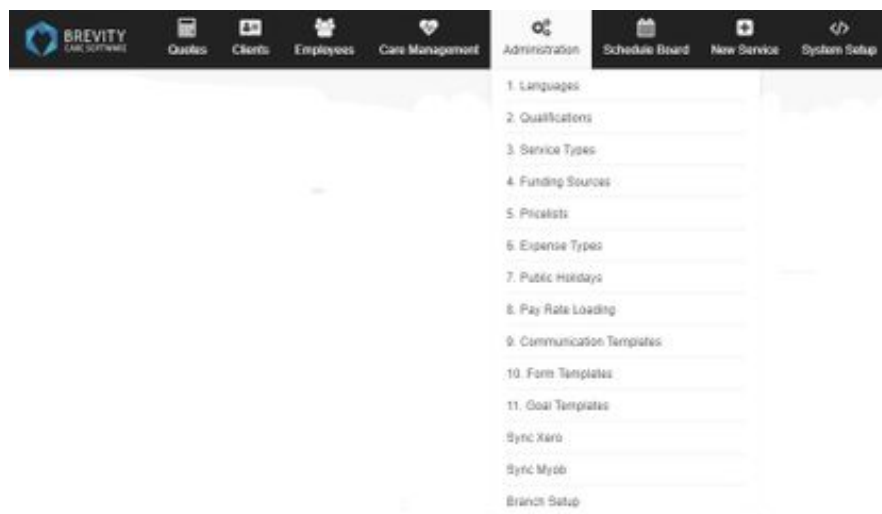 BREVITY
CARE SOFTWARE
Quotes
Clients
Employees
Care Management
Administration
Schedule Board
New Service
System Setup
1. Languages
2. Qualifications
3. Service Types
4. Funding Sources
5. Pricelists
6. Expense Types
7. Public Holidays
8. Pay Rate Loading
9. Communication Templates
10. Form Templates
11. Goal Templates
Sync Xero
Sync Myob
Branch Setup